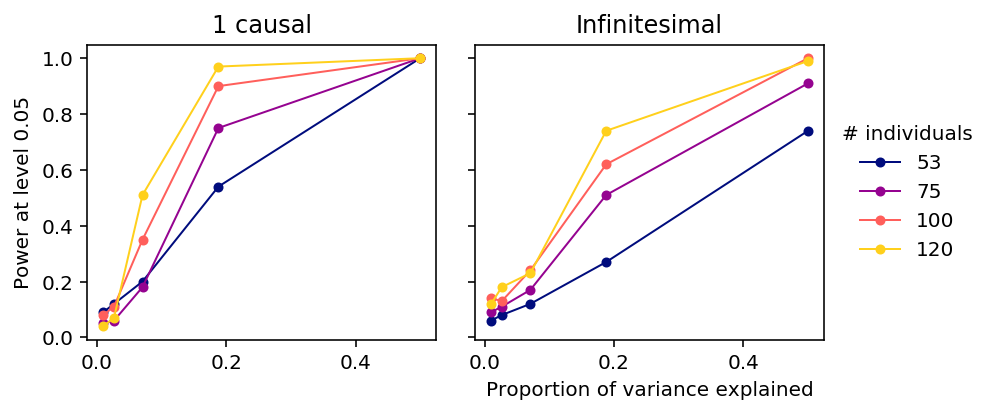 1 causal
Infinitesimal
Power at level 0.05
1.0
0.8
0.6
0.4
0.2
0.0
0.0 0.2 0.4
0.0 0.2 0.4
Proportion of variance explained
# individuals
53
75
100
120